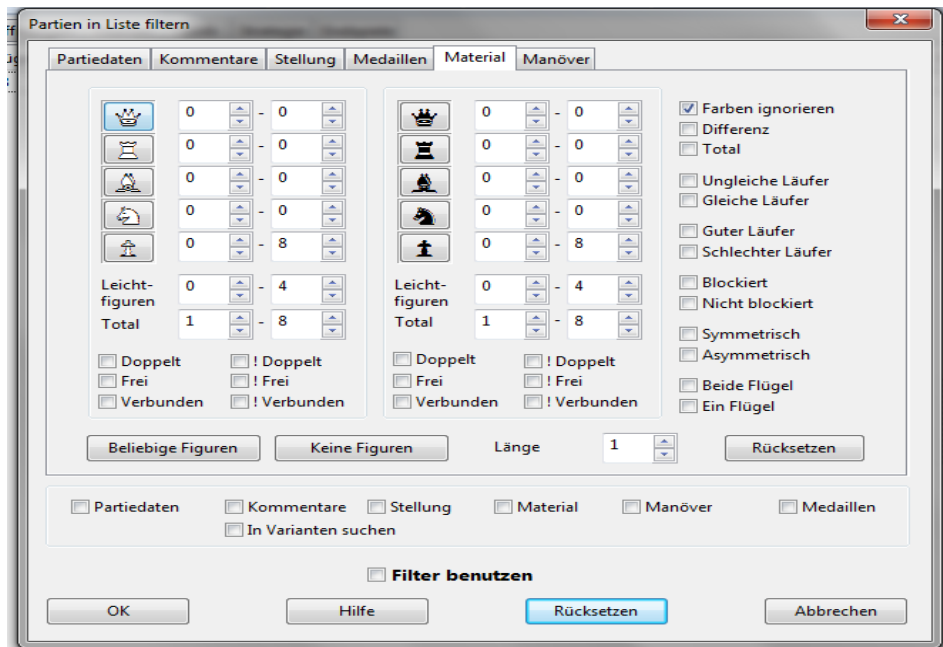 Partien in Liste filtern
Partiedaten Kommentare Stellung Medaillen Material Manöver
0 - 0 0 - 0 Farben ignorieren
Differenz
0 - 0 0 - 0 Total
0 - 0 0 - 0 Ungleiche Läufer
Gleiche Läufer
0 - 0 0 - 0 Guter Läufer
0 - 8 0 - 8 Schlechter Läufer
Leicht- 0 - 4 Leicht- 0 - 4 Blockiert
figuren figuren Nicht blockiert
Total 1 - 8 Total 1 - 8 Symmetrisch
Doppelt ! Doppelt Doppelt ! Doppelt Asymmetrisch
Frei ! Frei Frei ! Frei Beide Flügel
Verbunden ! Verbunden Verbunden ! Verbunden Ein Flügel
Beliebige Figuren Keine Figuren Länge 1 Rücksetzen
Partiedaten Kommentare Stellung Material Manöver Medaillen
In Varianten suchen
Filter benutzen
OK Hilfe Rücksetzen Abbrechen